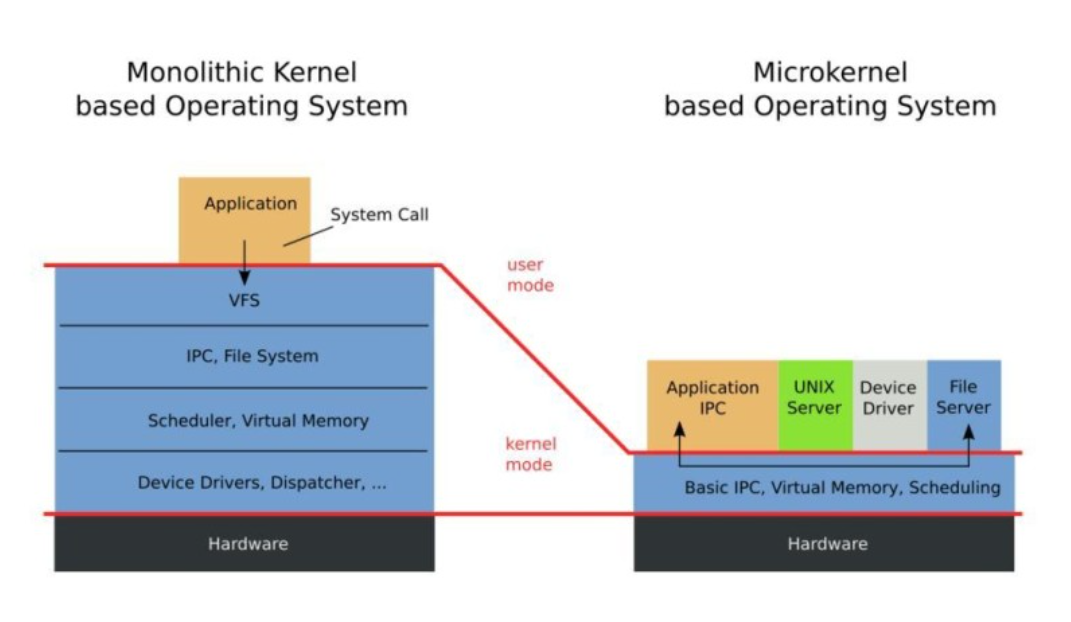 Monolithic Kernel
based Operating System
Microkernel
based Operating System
Application
System Call
VFS
IPC, File System
Scheduler, Virtual Memory
Device Drivers, Dispatcher, ...
Hardware
user
mode
kernel
mode
Application
IPC
UNIX
Server
Device
Driver
File
Server
Basic IPC, Virtual Memory, Scheduling
Hardware